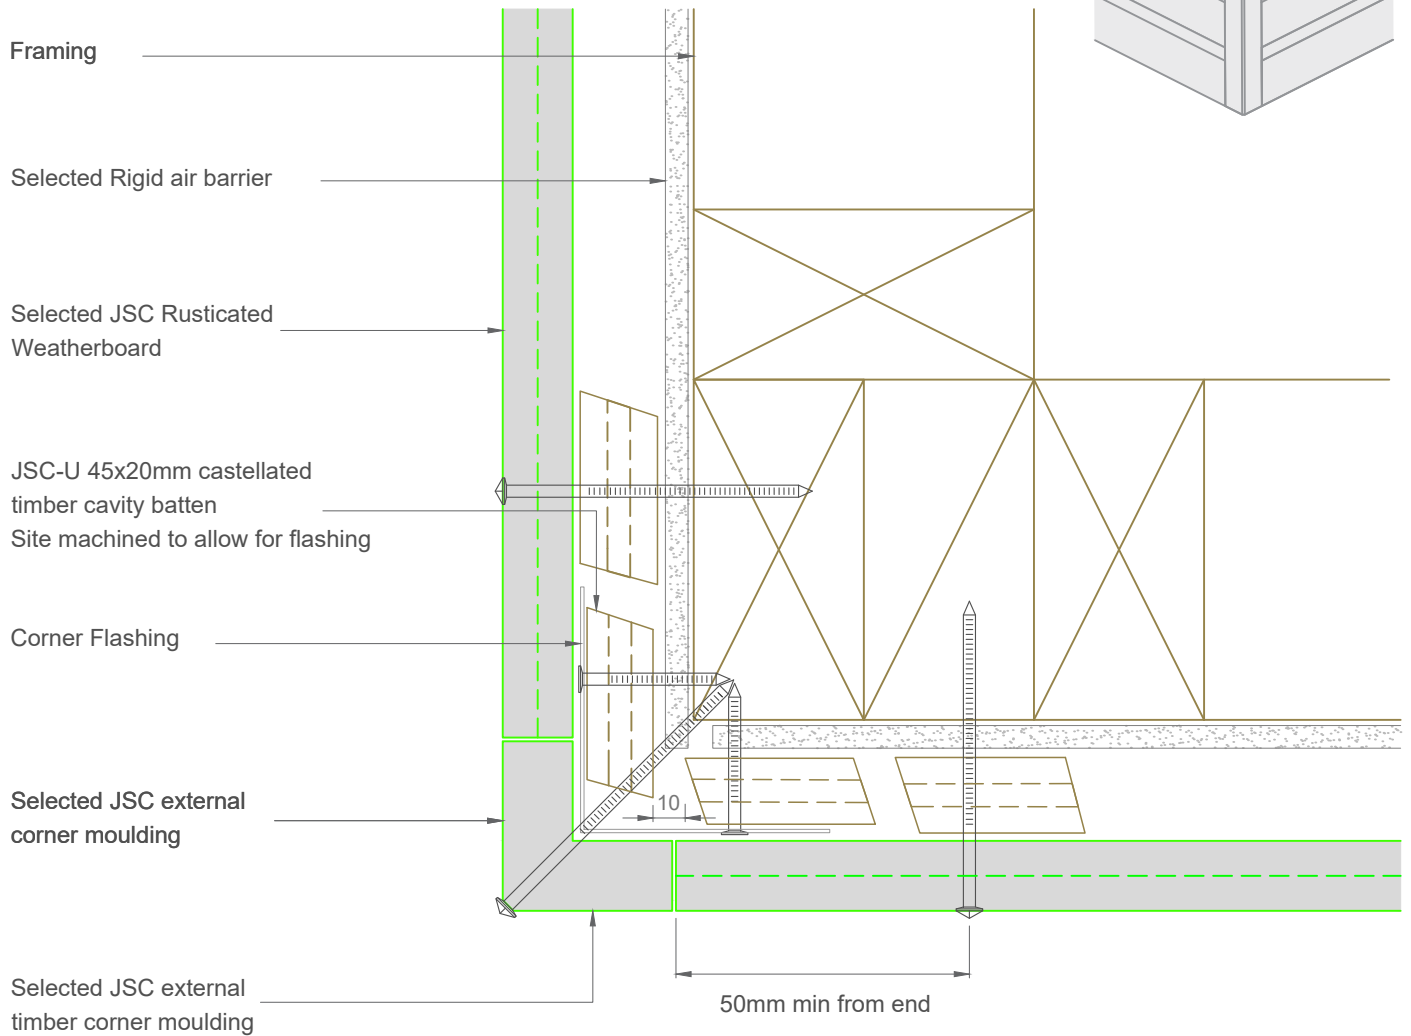 Framing
Selected Rigid air barrier
Selected JSC Rusticated
Weatherboard
JSC-U 45x20mm castellated
timber cavity batten
Site machined to allow for flashing
Corner Flashing
Selected JSC external
corner moulding
10
Selected JSC external
timber corner moulding
50mm min from end